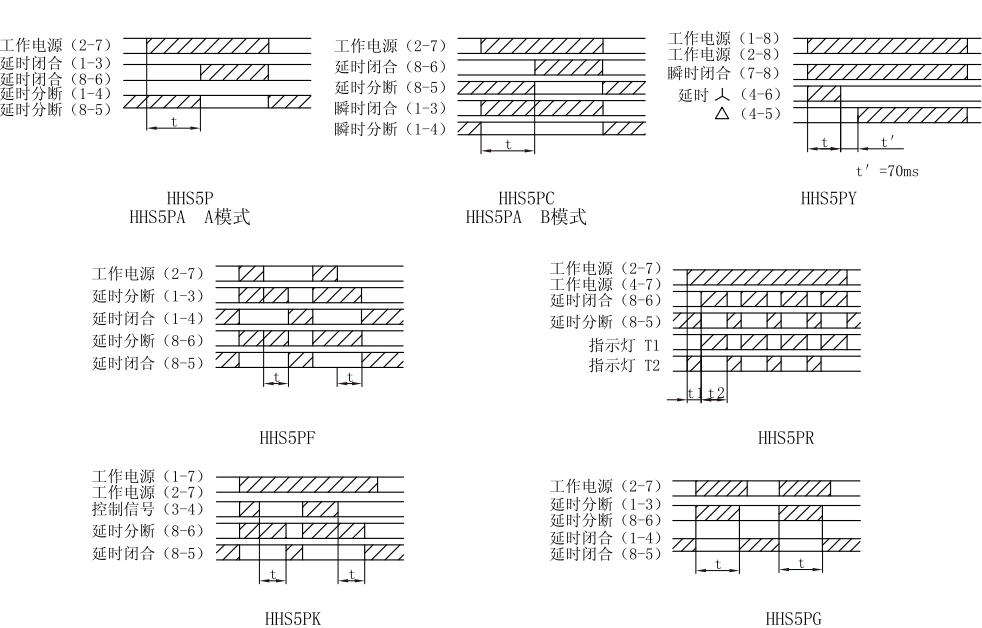 工作电源（2-7）
延时闭合（1-3）
延时闭合（8-6）
延时分断（1-4）
延时分断（8-5）
t
HHS5P
HHS5PA A模式
工作电源（2-7）
延时闭合（8-6）
延时分断（8-5）
瞬时闭合（1-3）
瞬时分断（1-4）
t
HHS5PC
HHS5PA B模式
工作电源（1-8）
工作电源（2-8）
瞬时闭合（7-8）
延时 人（4-6）
△（4-5）
t t′
t′=70ms
HHS5PY
工作电源（2-7）
延时分断（1-3）
延时闭合（1-4）
延时分断（8-6）
延时闭合（8-5）
t t
HHS5PF
工作电源（2-7）
工作电源（4-7）
延时闭合（8-6）
延时分断（8-5）
指示灯 T1
指示灯 T2
t1 t2
HHS5PR
工作电源（1-7）
工作电源（2-7）
控制信号（3-4）
延时分断（8-6）
延时闭合（8-5）
t t
HHS5PK
工作电源（2-7）
延时分断（1-3）
延时分断（8-6）
延时闭合（1-4）
延时闭合（8-5）
t t
HHS5PG